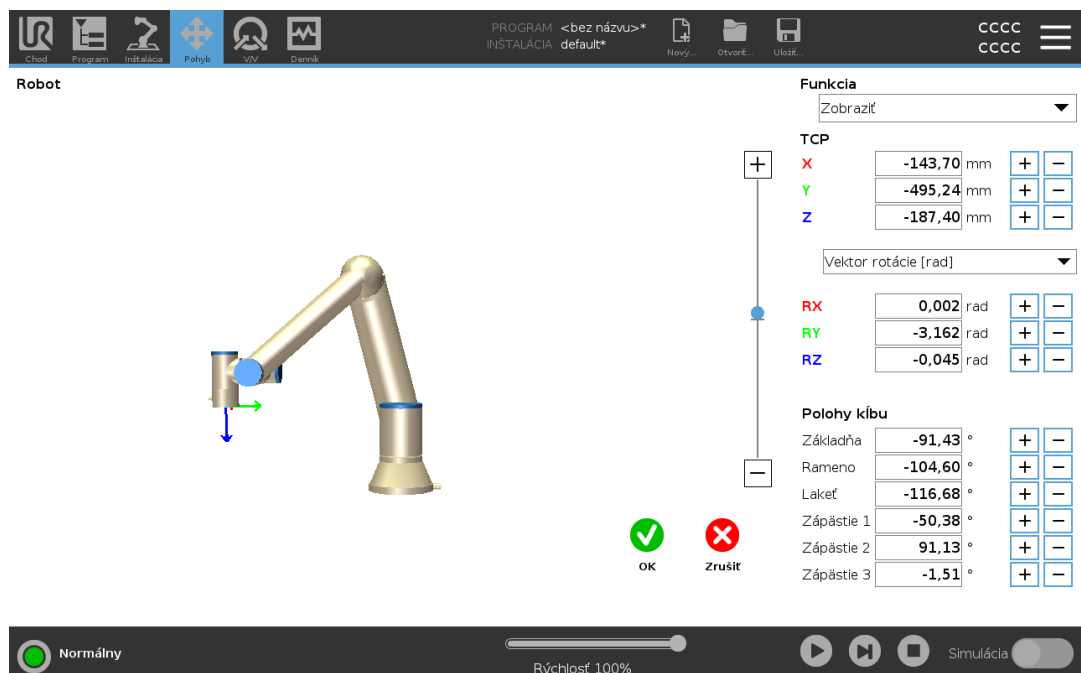 PROGRAM <bez názvu>*
INŠTALÁCIA default*
CCCC
CCCC
Chod Program Inštalácia Pohyb V/V Denník Nový... Otvoriť... Uložiť...
Robot
Funkcia
Zobraziť
TCP
X -143,70 mm + −
Y -495,24 mm + −
Z -187,40 mm + −
Vektor rotácie [rad]
RX 0,002 rad + −
RY -3,162 rad + −
RZ -0,045 rad + −
Polohy kĺbu
Základňa -91,43 ° + −
Rameno -104,60 ° + −
Lakeť -116,68 ° + −
Zápästie 1 -50,38 ° + −
Zápästie 2 91,13 ° + −
Zápästie 3 -1,51 ° + −
OK Zrušiť
Normálny
Rýchlosť 100%
Simulácia